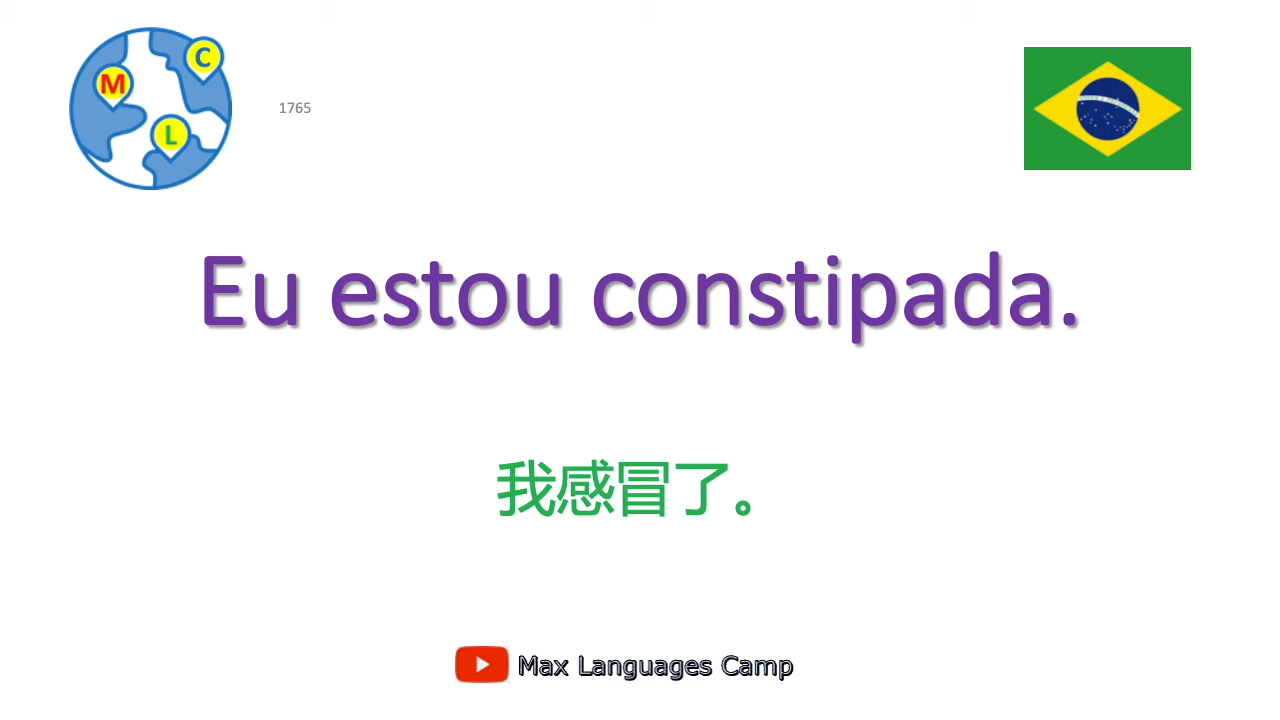 M
C
L
1765
Eu estou constipada.
我感冒了。
Max Languages Camp